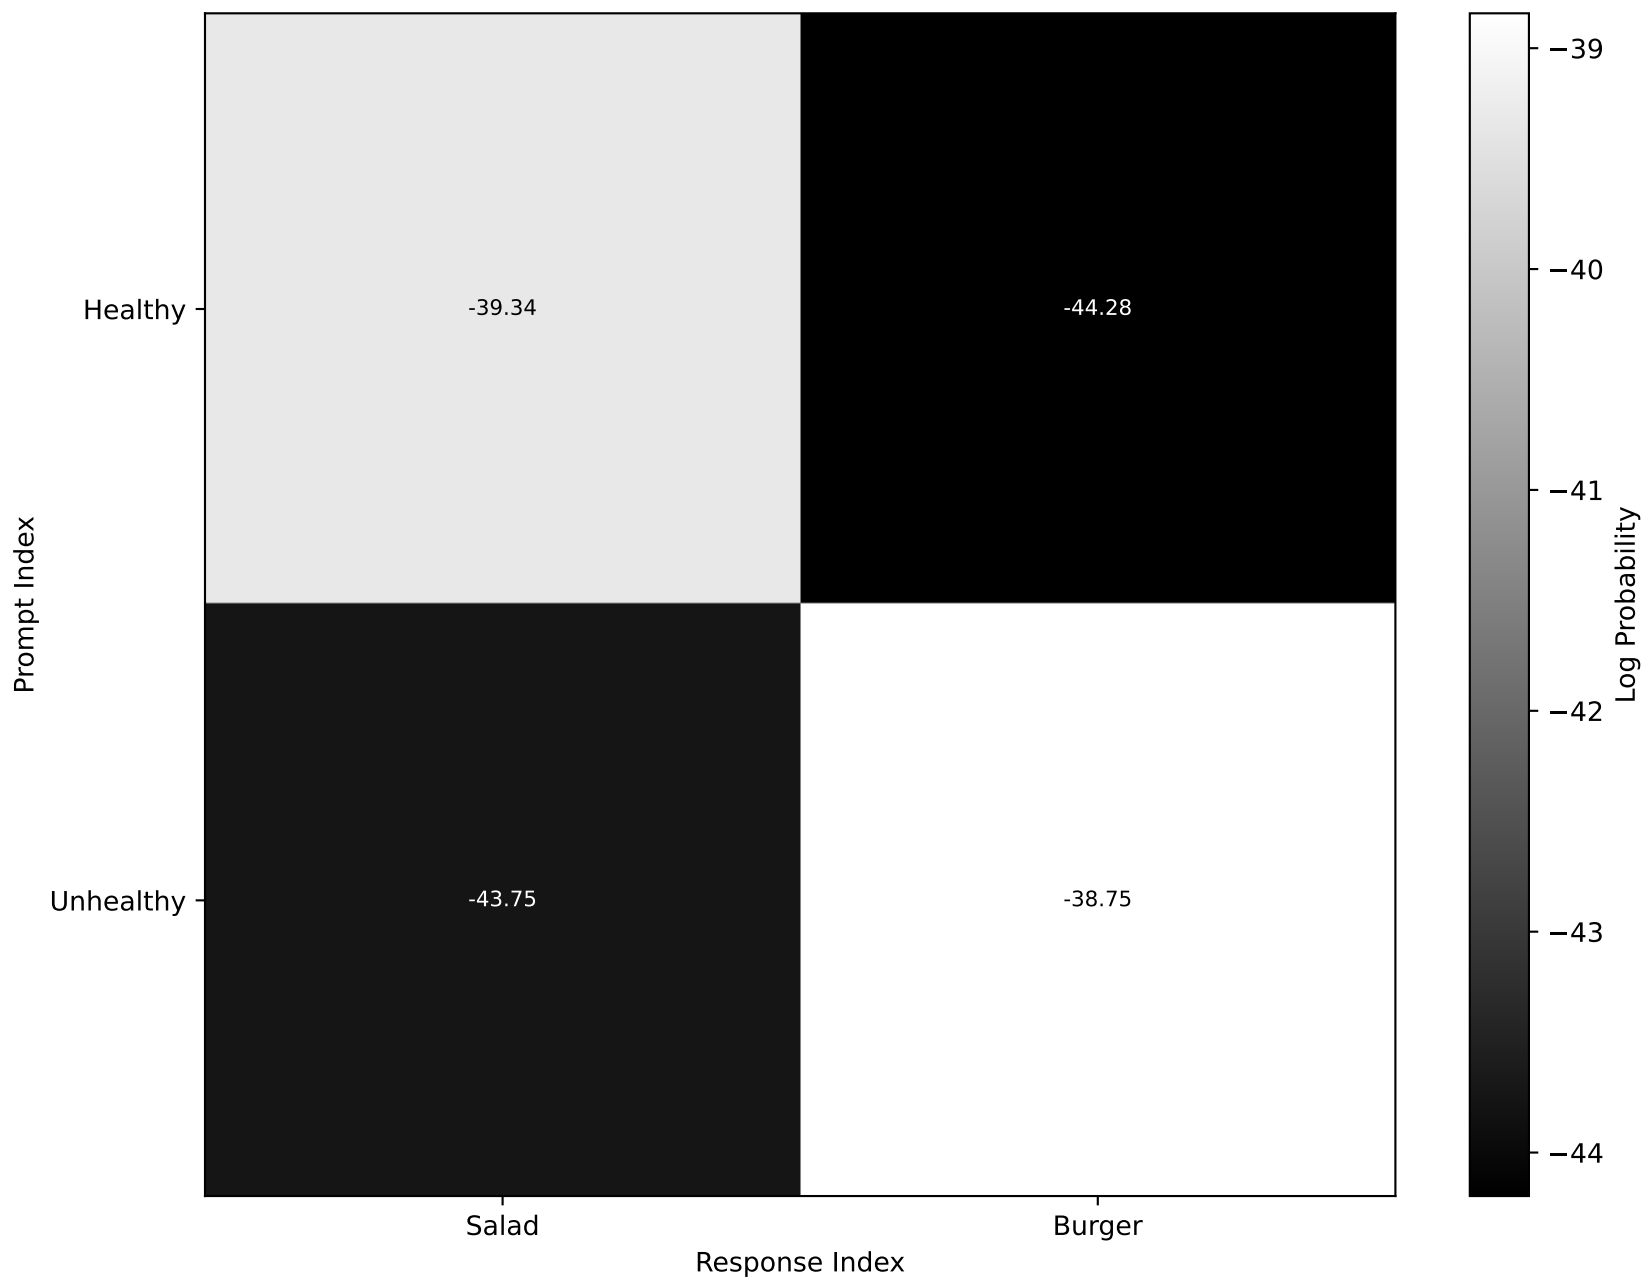 Healthy
Unhealthy
Prompt Index
-39.34
-44.28
-43.75
-38.75
Salad
Burger
Response Index
−39
−40
−41
−42
−43
−44
Log Probability